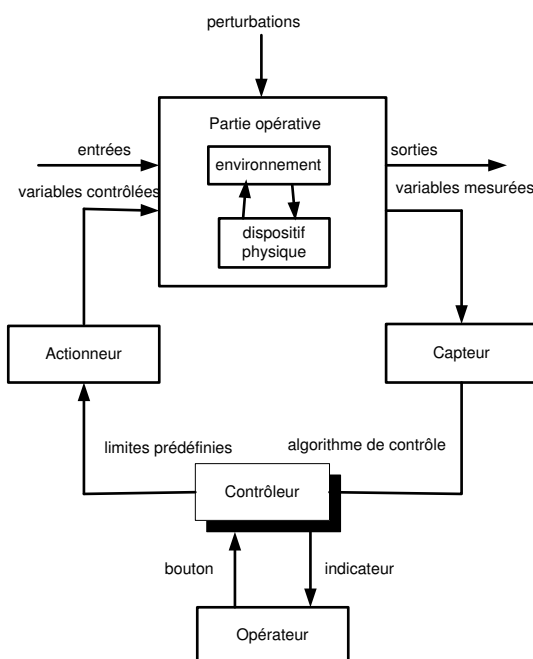 perturbations
Partie opérative
entrées
environnement
sorties
variables contrôlées
variables mesurées
dispositif
physique
Actionneur
Capteur
limites prédéfinies
algorithme de contrôle
Contrôleur
bouton
indicateur
Opérateur